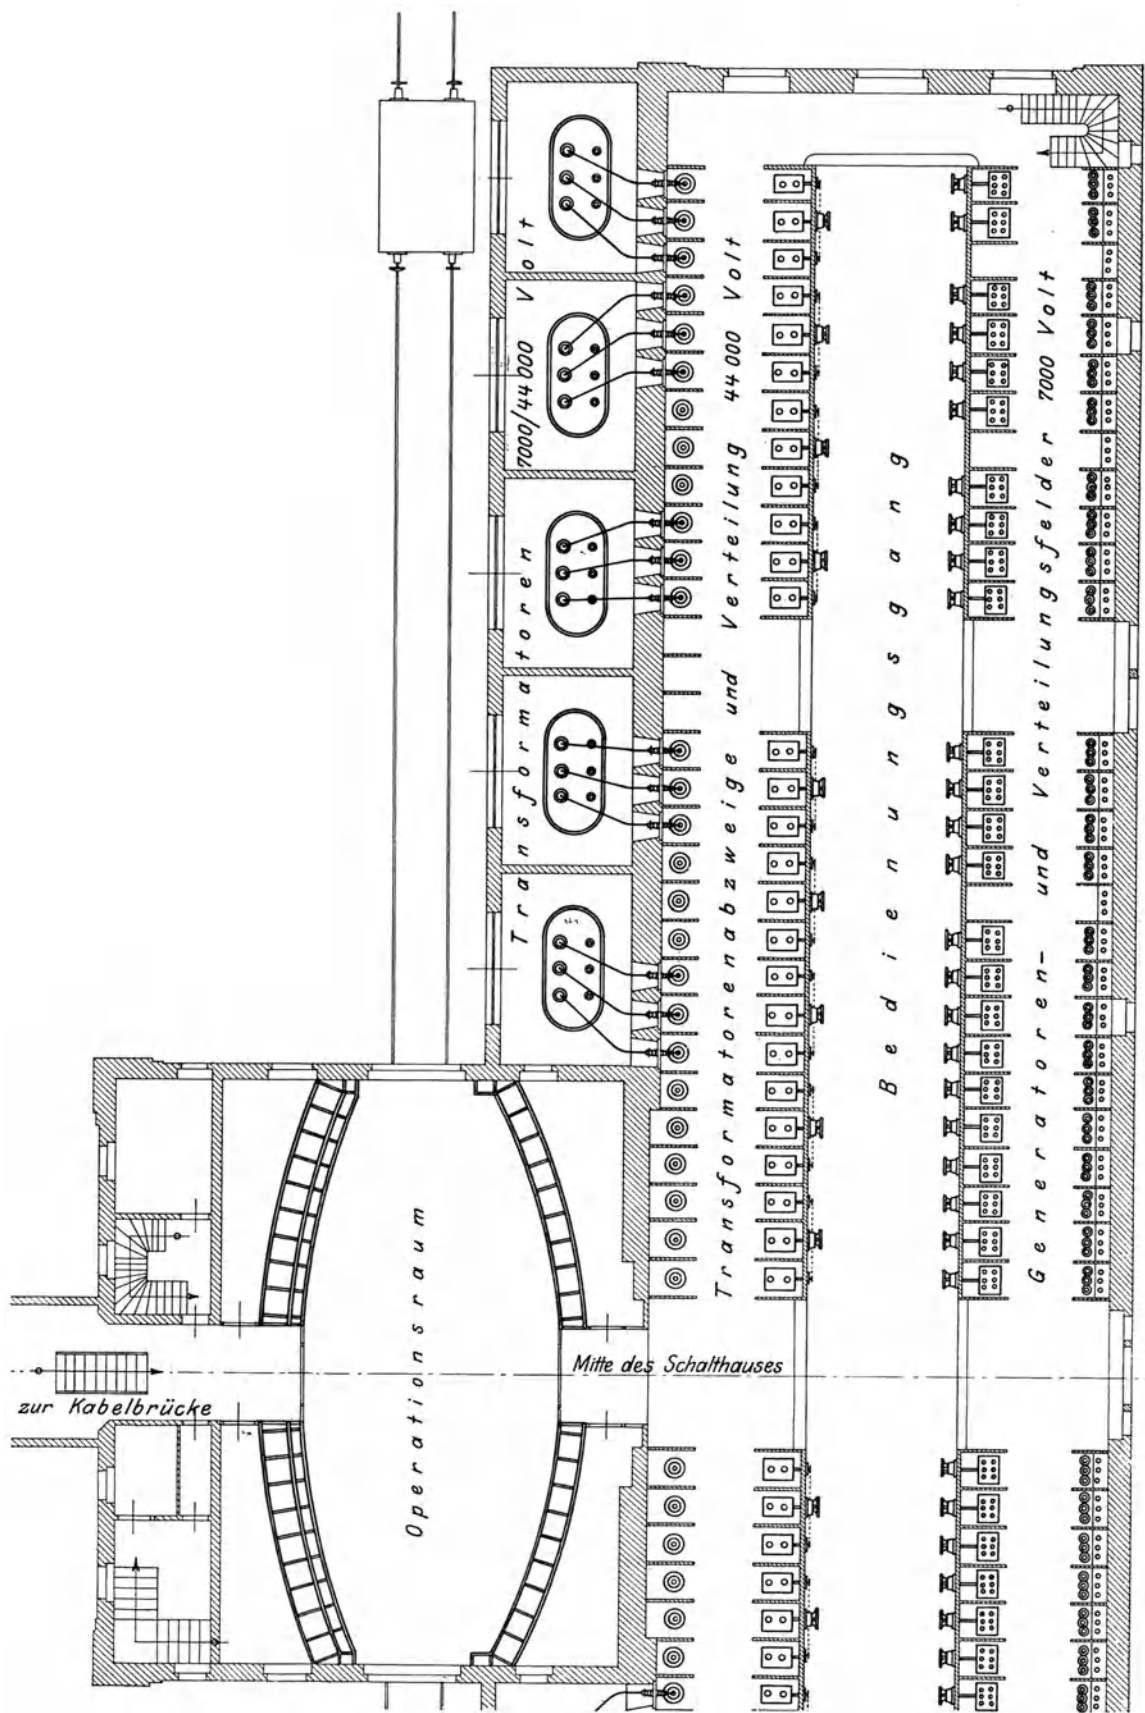 Transformatoren 7000/44000 Volt
Transformatorenabzweige und Verteilung 44000 Volt
Bedienungsgang
Generatoren- und Verteilungsfelder 7000 Volt
Operationsraum
Mitte des Schalthauses
zur Kabelbrücke